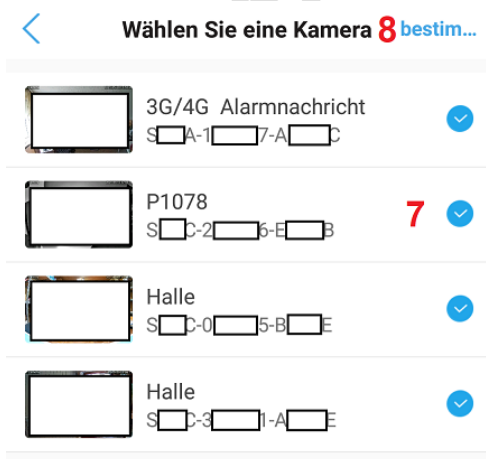 Wählen Sie eine Kamera 8 bestim...
3G/4G Alarmnachricht
S A-1 7-A C
P1078
S C-2 6-E B
7
Halle
S C-0 5-B E
Halle
S C-3 1-A E